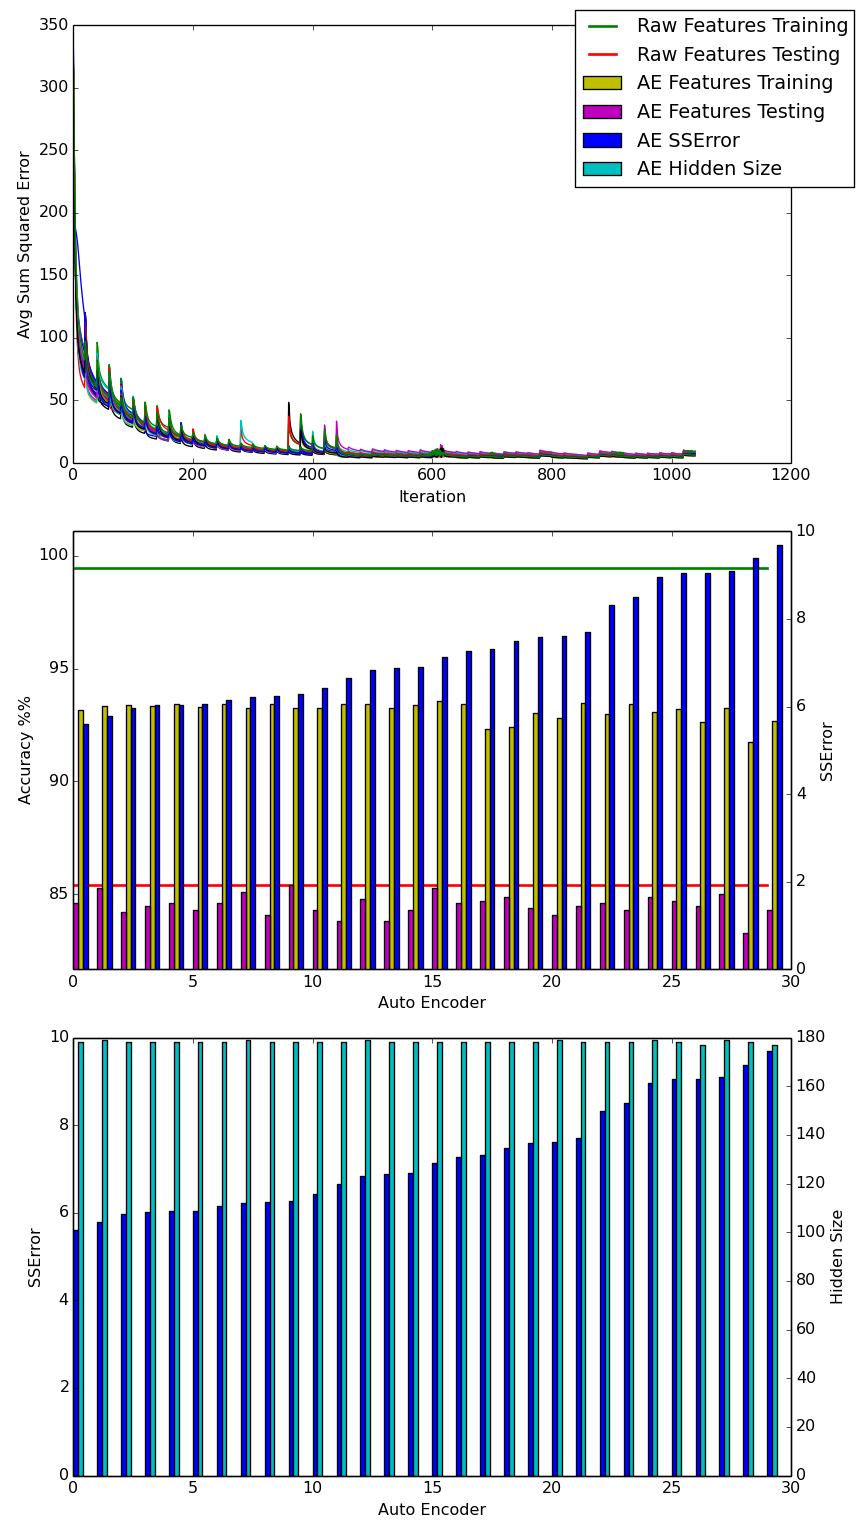 350
300
250
200
150
100
50
0
Avg Sum Squared Error
0 200 400 600 800 1000 1200
Iteration
Raw Features Training
Raw Features Testing
AE Features Training
AE Features Testing
AE SSError
AE Hidden Size
100
95
90
85
Accuracy %%
10
8
6
4
2
0
SSError
0 5 10 15 20 25 30
Auto Encoder
10
8
6
4
2
0
SSError
180
160
140
120
100
80
60
40
20
0
Hidden Size
0 5 10 15 20 25 30
Auto Encoder